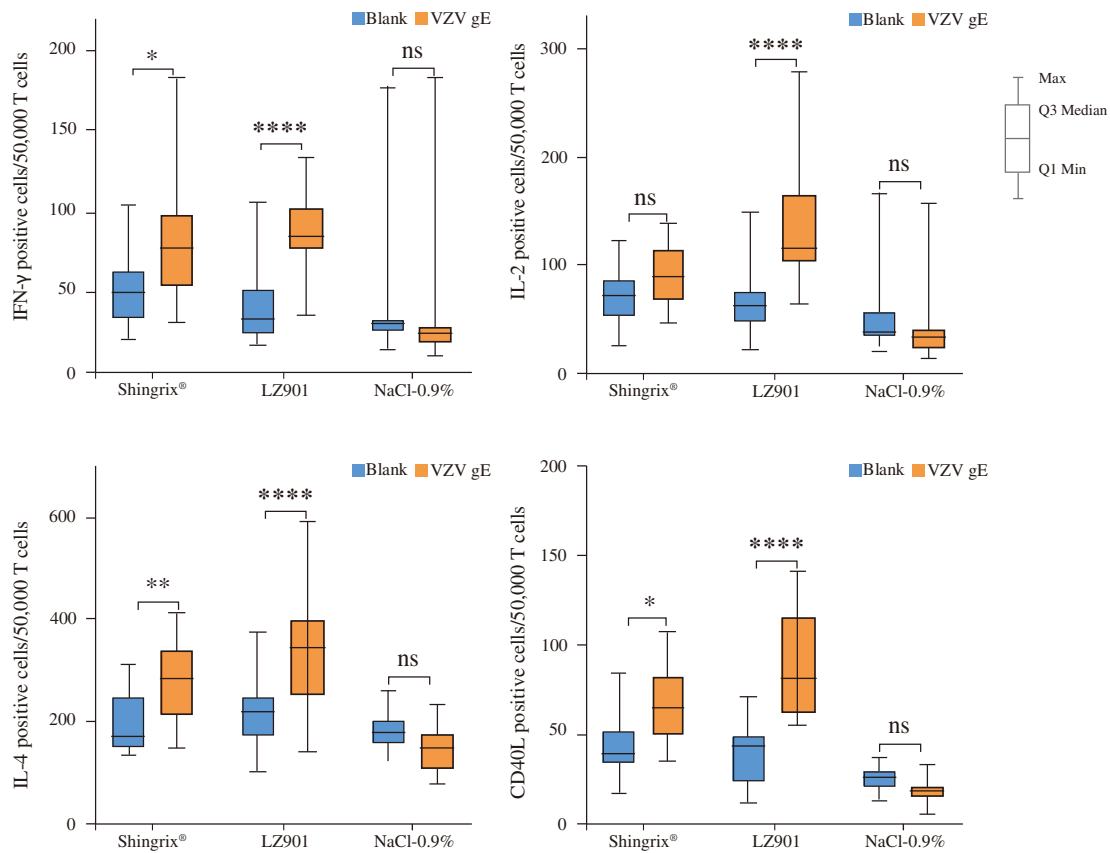 Blank VZV gE
IFN-γ positive cells/50,000 T cells
200
150
100
50
0
*
****
ns
Shingrix®
LZ901
NaCl-0.9%
Blank VZV gE
IL-2 positive cells/50,000 T cells
300
200
100
0
ns
****
ns
Shingrix®
LZ901
NaCl-0.9%
Max
Q3 Median
Q1 Min
Blank VZV gE
IL-4 positive cells/50,000 T cells
600
400
200
0
**
****
ns
Shingrix®
LZ901
NaCl-0.9%
Blank VZV gE
CD40L positive cells/50,000 T cells
200
150
100
50
0
*
****
ns
Shingrix®
LZ901
NaCl-0.9%